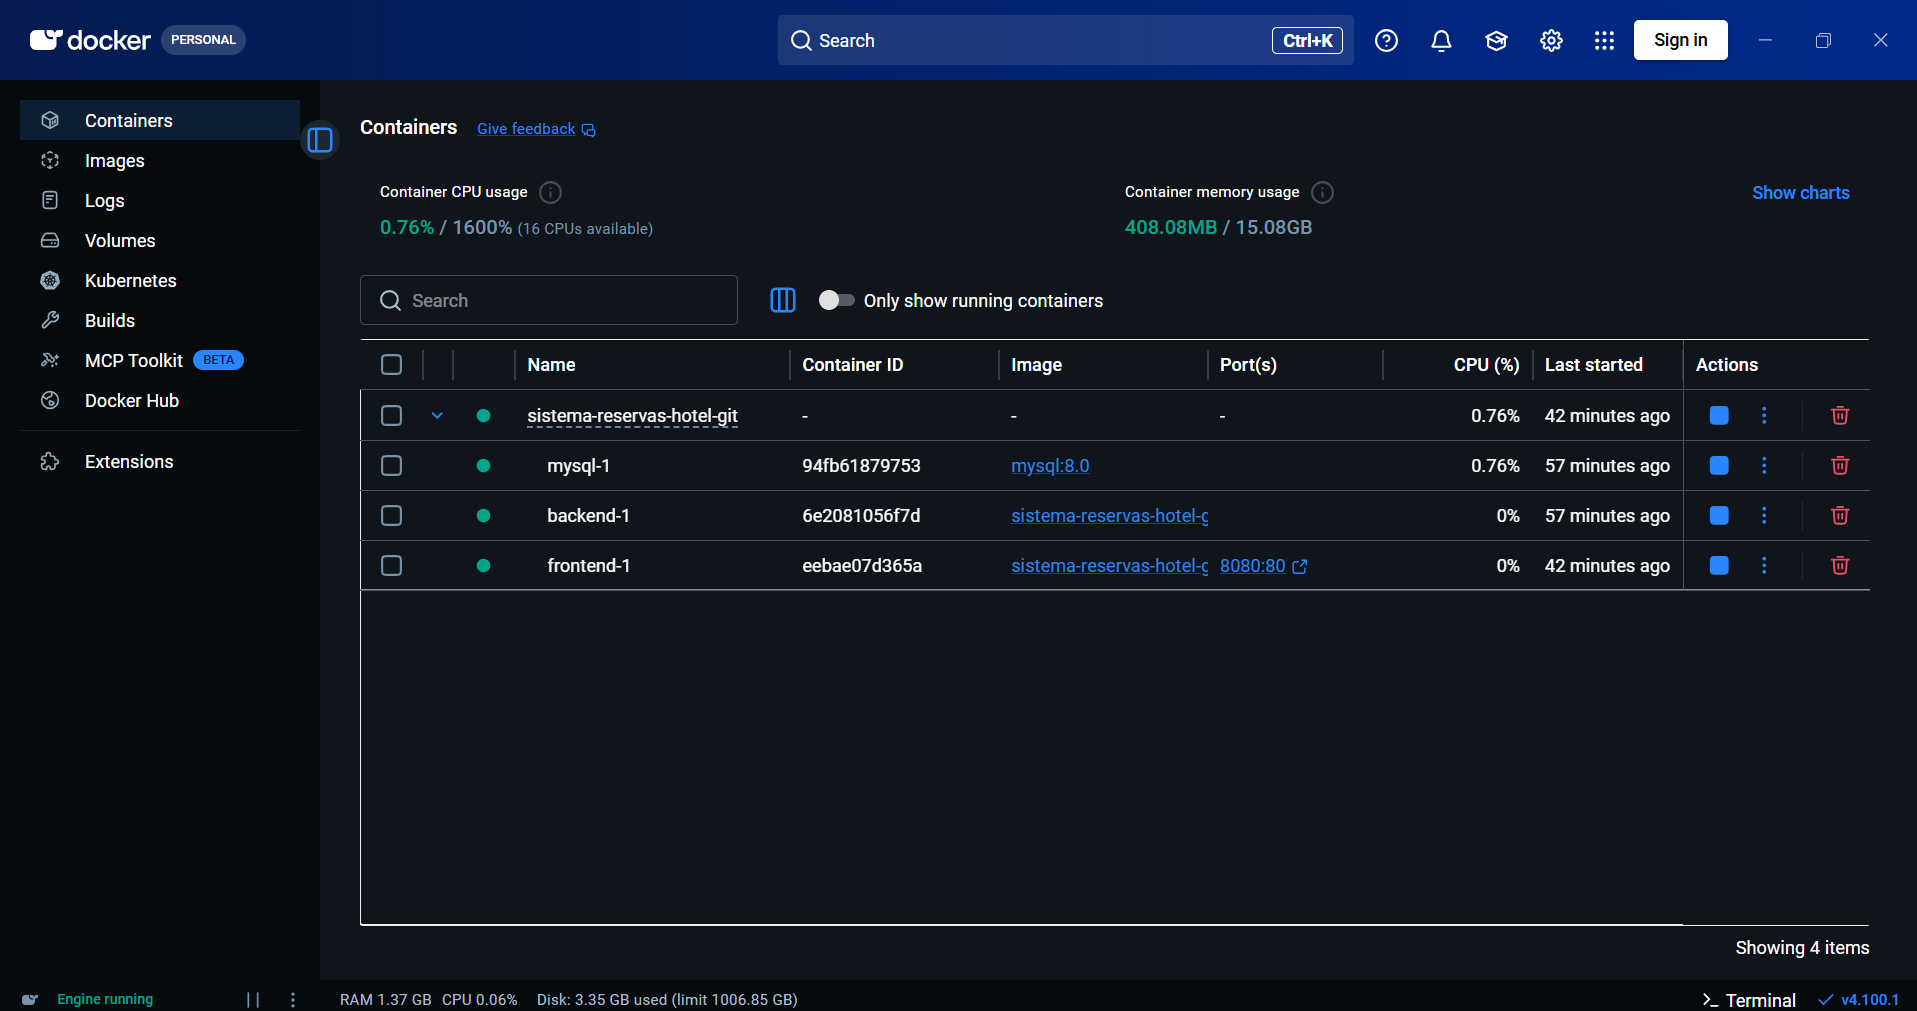 docker PERSONAL Search Ctrl+K Sign in
Containers
Images
Logs
Volumes
Kubernetes
Builds
MCP Toolkit BETA
Docker Hub
Extensions
Containers Give feedback
Container CPU usage
0.76% / 1600% (16 CPUs available)
Container memory usage
408.08MB / 15.08GB
Show charts
Search Only show running containers
Name Container ID Image Port(s) CPU (%) Last started Actions
sistema-reservas-hotel-git - - - 0.76% 42 minutes ago
mysql-1 94fb61879753 mysql:8.0 0.76% 57 minutes ago
backend-1 6e2081056f7d sistema-reservas-hotel-g 0% 57 minutes ago
frontend-1 eebae07d365a sistema-reservas-hotel-g 8080:80 0% 42 minutes ago
Showing 4 items
Engine running RAM 1.37 GB CPU 0.06% Disk: 3.35 GB used (limit 1006.85 GB) Terminal v4.100.1